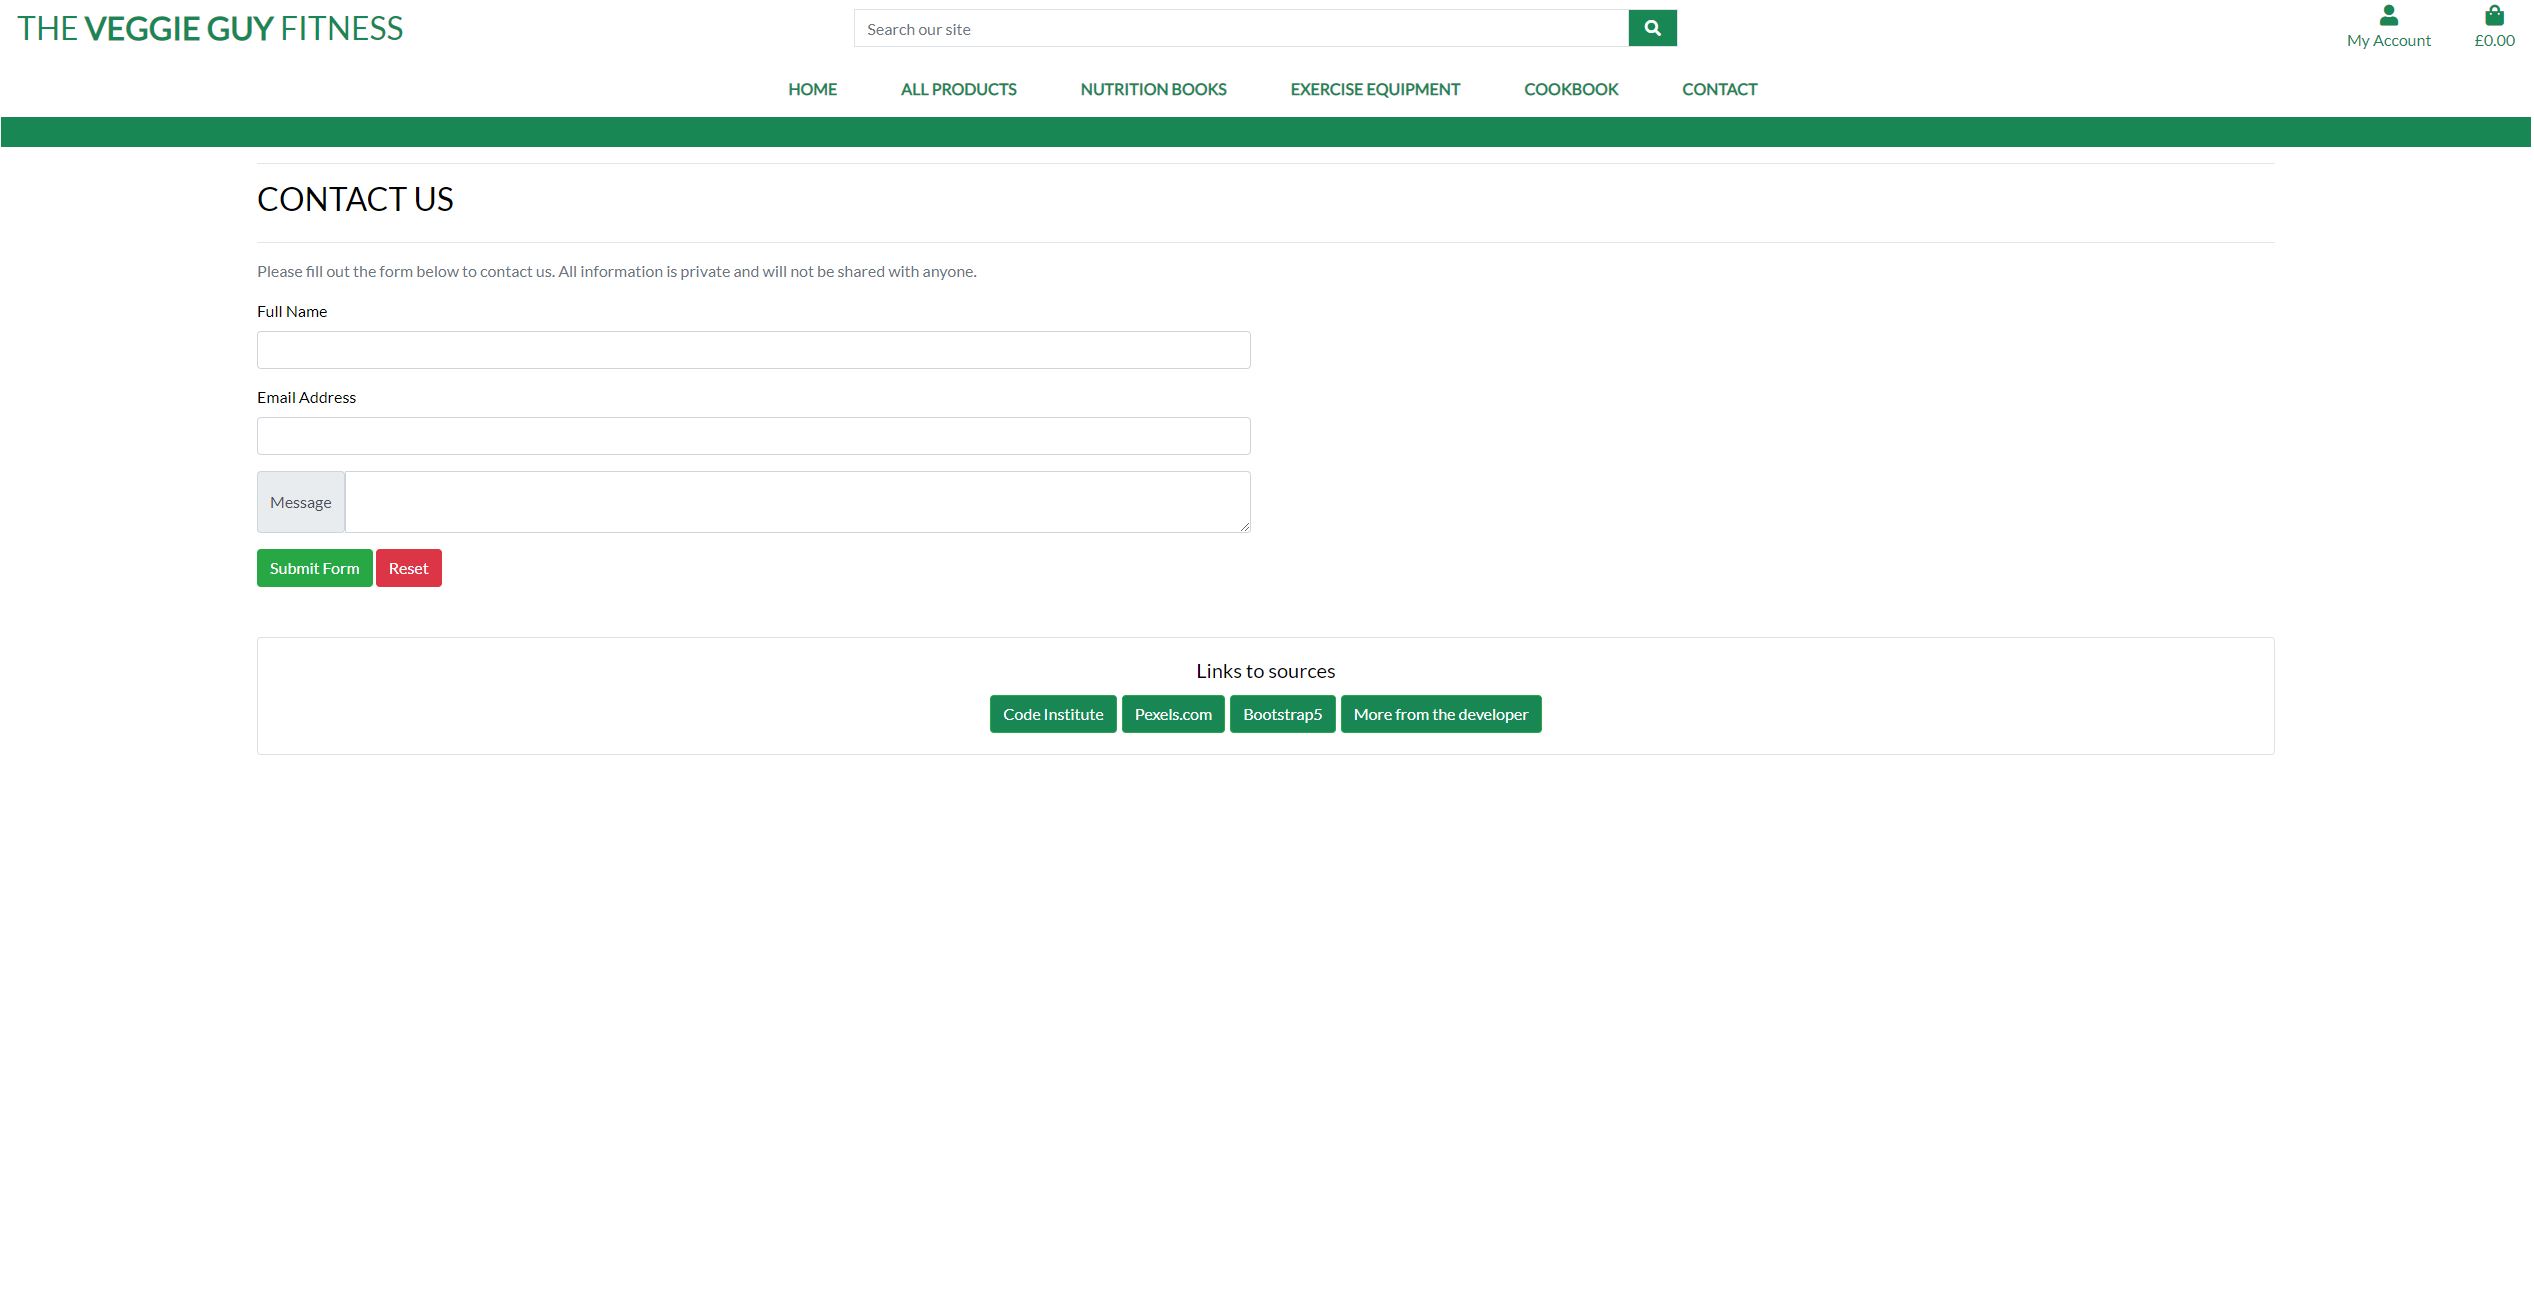 THE VEGGIE GUY FITNESS
Search our site
My Account
£0.00
HOME
ALL PRODUCTS
NUTRITION BOOKS
EXERCISE EQUIPMENT
COOKBOOK
CONTACT
CONTACT US
Please fill out the form below to contact us. All information is private and will not be shared with anyone.
Full Name
Email Address
Message
Submit Form
Reset
Links to sources
Code Institute
Pexels.com
Bootstrap5
More from the developer